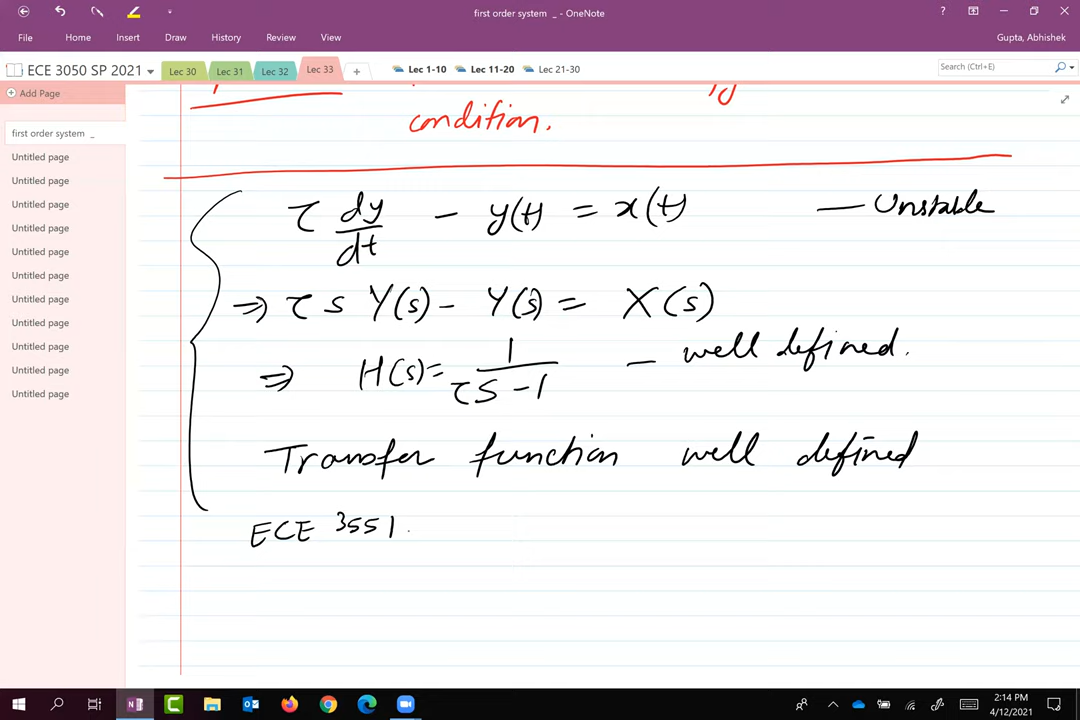 first order system _ - OneNote
File Home Insert Draw History Review View
Gupta, Abhishek
ECE 3050 SP 2021
Lec 30 Lec 31 Lec 32 Lec 33 Lec 1-10 Lec 11-20 Lec 21-30
Search (Ctrl+E)
Add Page
first order system _
Untitled page
Untitled page
Untitled page
Untitled page
Untitled page
Untitled page
Untitled page
Untitled page
Untitled page
Untitled page
Untitled page
condition.
τ dy/dt - y(t) = x(t) — Unstable
⇒ τ s Y(s) - Y(s) = X(s)
⇒ H(s) = 1/(τs - 1) — well defined.
Transfer function well defined
ECE 3551.
2:14 PM
4/12/2021